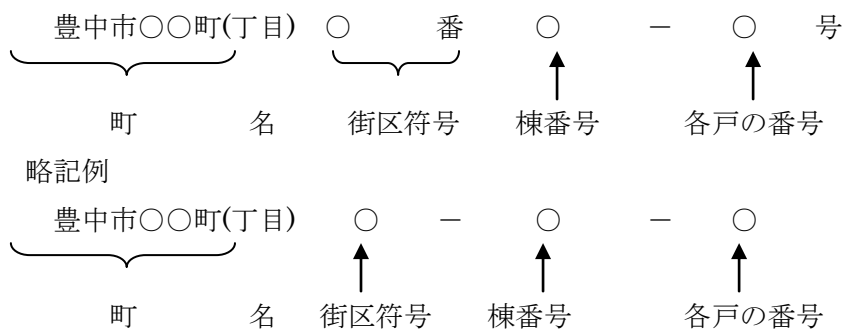 豊中市○○町(丁目) ○ 番 ○ － ○ 号
町 名 街区符号 棟番号 各戸の番号
略記例
豊中市○○町(丁目) ○ － ○ － ○
町 名 街区符号 棟番号 各戸の番号